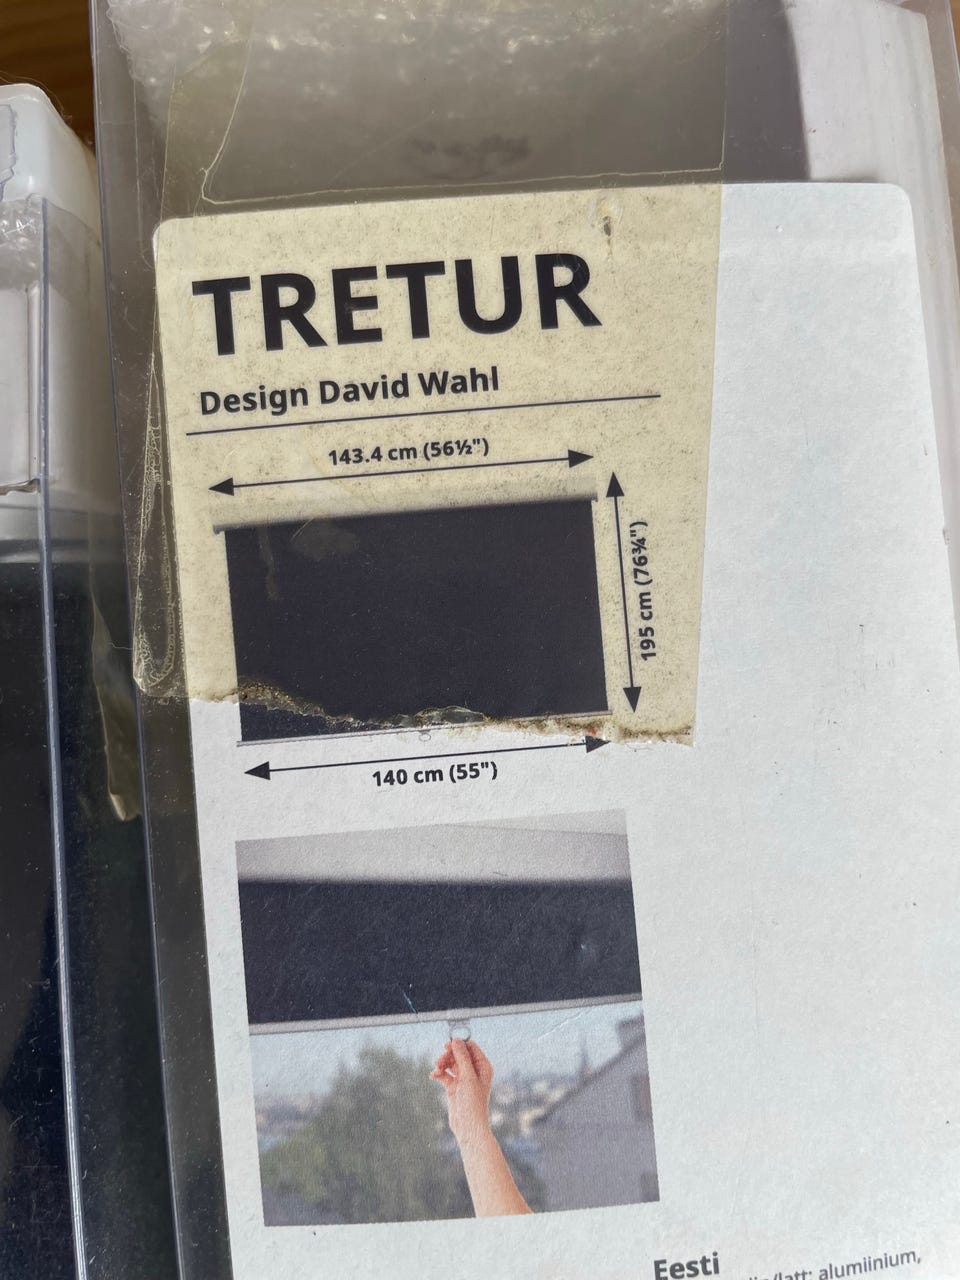 TRETUR
Design David Wahl
143.4 cm (56½")
195 cm (76¾")
140 cm (55")
Eesti
alumiinium,